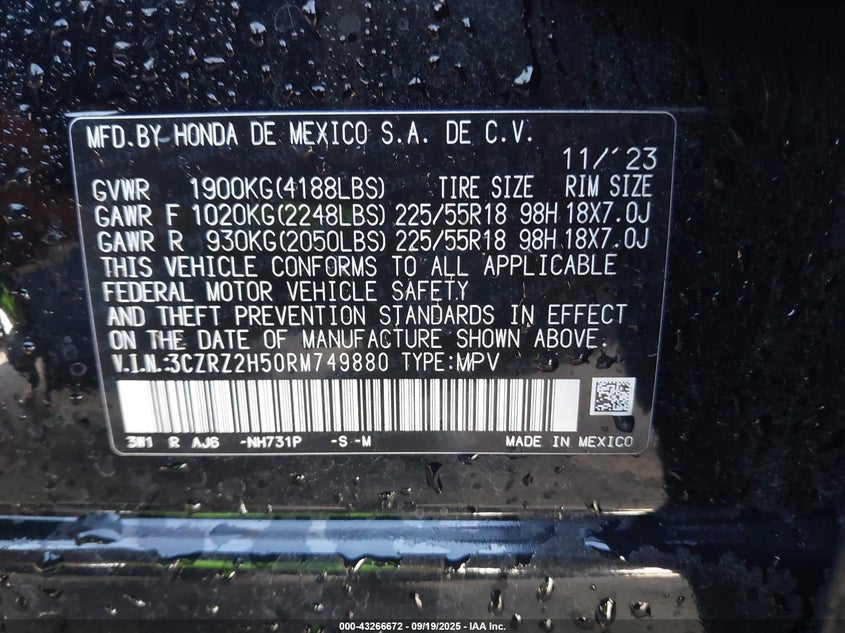 MFD.BY HONDA DE MEXICO S.A. DE C.V.
11/'23
GVWR 1900KG(4188LBS) TIRE SIZE RIM SIZE
GAWR F 1020KG(2248LBS) 225/55R18 98H 18X7.0J
GAWR R 930KG(2050LBS) 225/55R18 98H 18X7.0J
THIS VEHICLE CONFORMS TO ALL APPLICABLE
FEDERAL MOTOR VEHICLE SAFETY
AND THEFT PREVENTION STANDARDS IN EFFECT
ON THE DATE OF MANUFACTURE SHOWN ABOVE.
V.I.N.:3CZRZ2H50RM749880 TYPE:MPV
3W1 R AJ6 -NH731P -S -M MADE IN MEXICO
000-43266672 - 09/19/2025 - IAA Inc.